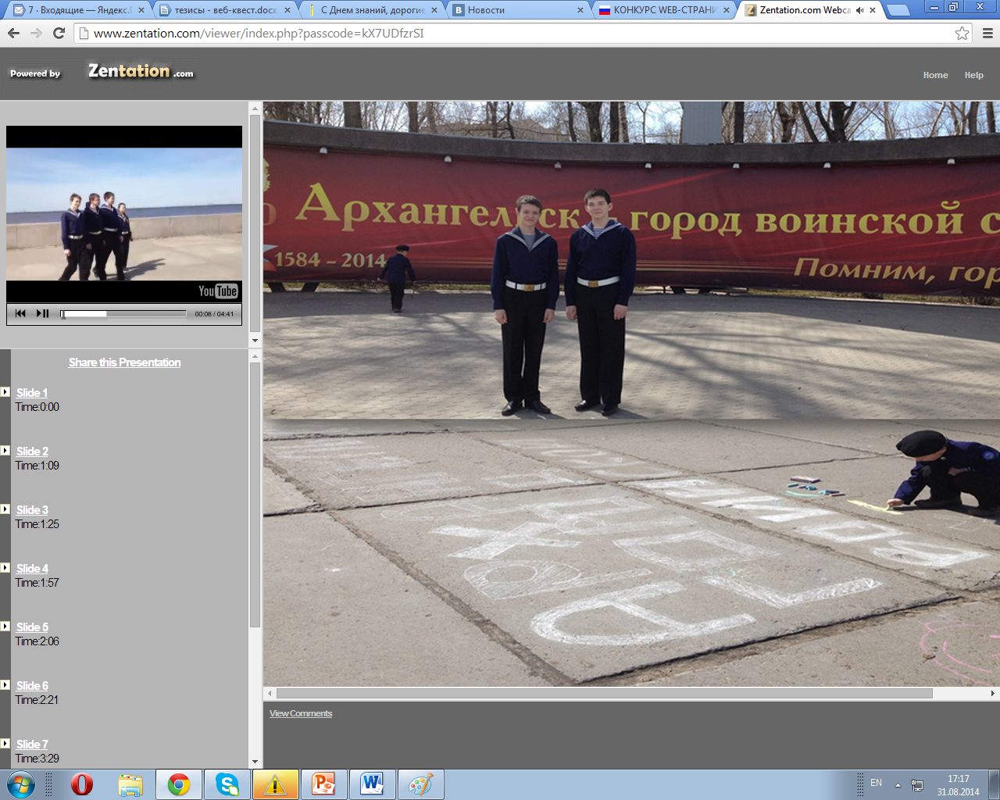 7 · Входящие — Яндекс.
тезисы - веб-квест.docx
С Днем знаний, дорогие
Новости
КОНКУРС WEB-СТРАНИ
Zentation.com Webca
www.zentation.com/viewer/index.php?passcode=kX7UDfzrSI
Powered by Zentation.com
Home Help
YouTube
00:06 / 04:41
Share this Presentation
Slide 1
Time:0:00
Slide 2
Time:1:09
Slide 3
Time:1:25
Slide 4
Time:1:57
Slide 5
Time:2:06
Slide 6
Time:2:21
Slide 7
Time:3:29
Архангельск - город воинской с
1584 - 2014
Помним, гор
View Comments
EN
17:17
31.08.2014